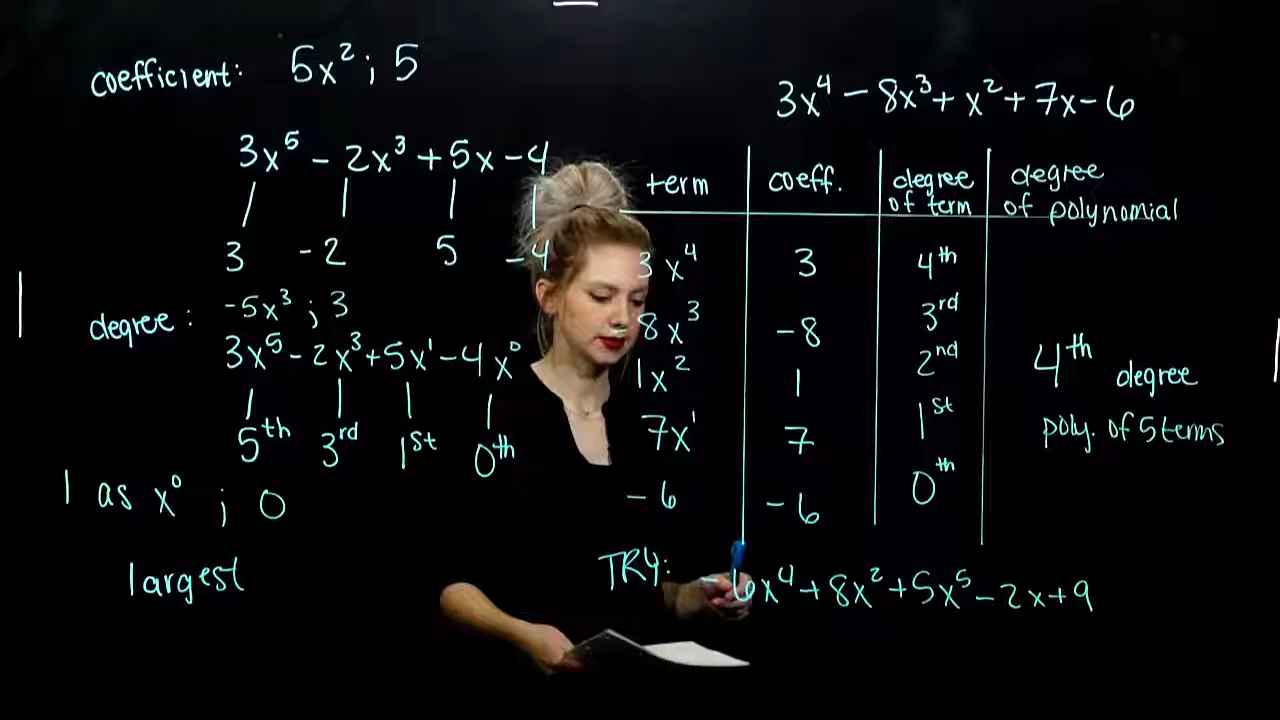 coefficient: 5x² ; 5
3x⁵ - 2x³ + 5x - 4
3 -2 5 -4
degree: -5x³ ; 3
3x⁵ - 2x³ + 5x¹ - 4x⁰
5th 3rd 1st 0th
1 as x⁰ ; 0
largest
3x⁴ - 8x³ + x² + 7x - 6
term coeff. degree of term degree of polynomial
3x⁴ 3 4th
-8x³ -8 3rd
1x² 1 2nd
7x¹ 7 1st
-6 -6 0th
4th degree
poly. of 5 terms
TRY: -6x⁴ + 8x² + 5x⁵ - 2x + 9